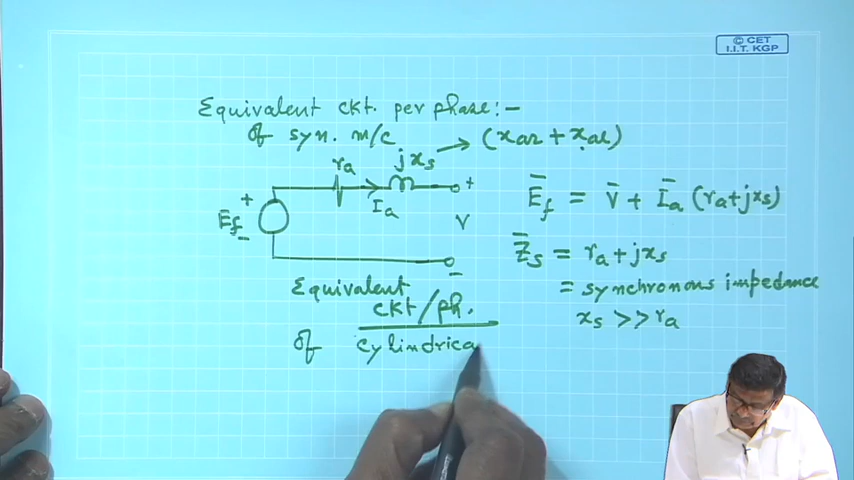 © CET
I.I.T. KGP
Equivalent ckt. per phase:-
of syn. m/c → (xar + xal)
ra jxs
+ Ef -
Ia
+ V -
Ēf = V̄ + Īa (ra+jxs)
Z̄s = ra+jxs
= synchronous impedance
xs >> ra
Equivalent
ckt/ph.
of cylindrica